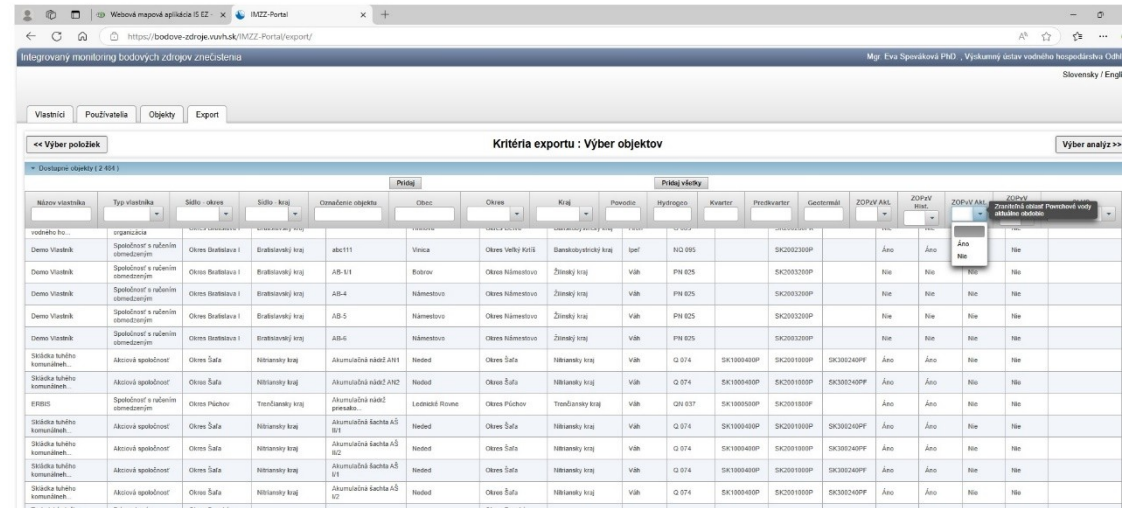 Webová mapová aplikácia IS EZ - X IMZZ-Portal X +
https://bodove-zdroje.vuvh.sk/IMZZ-Portal/export/
Integrovaný monitoring bodových zdrojov znečistenia Mgr. Eva Speváková PhD. , Výskumný ústav vodného hospodárstva Odhl
Slovensky / Engli
Vlastníci Používatelia Objekty Export
<< Výber položiek Kritéria exportu : Výber objektov Výber analýz >>
Dostupné objekty ( 2 484 )
Pridaj Pridaj všetky
Názov vlastníka Typ vlastníka Sídlo - okres Sídlo - kraj Označenie objektu Obec Okres Kraj Povodie Hydrogeo Kvarter Predkvarter Geotermál ZOPzV Akt. ZOPzV Hist. ZOPvV Akt. ZOPvV
Zraniteľná oblasť Povrchové vody aktuálne obdobie
Áno
Nie
vodného ho... organizácia
Demo Vlastník Spoločnosť s ručením obmedzeným Okres Bratislava I Bratislavský kraj abc111 Vinica Okres Veľký Krtíš Banskobystrický kraj Ipeľ NQ 095 SK2002300P Áno Áno Nie
Demo Vlastník Spoločnosť s ručením obmedzeným Okres Bratislava I Bratislavský kraj AB-1/1 Bobrov Okres Námestovo Žilinský kraj Váh PN 825 SK2003200P Nie Nie Nie Nie
Demo Vlastník Spoločnosť s ručením obmedzeným Okres Bratislava I Bratislavský kraj AB-4 Námestovo Okres Námestovo Žilinský kraj Váh PN 825 SK2003200P Nie Nie Nie Nie
Demo Vlastník Spoločnosť s ručením obmedzeným Okres Bratislava I Bratislavský kraj AB-5 Námestovo Okres Námestovo Žilinský kraj Váh PN 825 SK2003200P Nie Nie Nie Nie
Demo Vlastník Spoločnosť s ručením obmedzeným Okres Bratislava I Bratislavský kraj AB-6 Námestovo Okres Námestovo Žilinský kraj Váh PN 825 SK2003200P Nie Nie Nie Nie
Skládka tuhého komunálneh... Akciová spoločnosť Okres Šaľa Nitriansky kraj Akumulačná nádrž AN1 Neded Okres Šaľa Nitriansky kraj Váh Q 074 SK1000400P SK2001000P SK300240PF Áno Áno Nie Nie
Skládka tuhého komunálneh... Akciová spoločnosť Okres Šaľa Nitriansky kraj Akumulačná nádrž AN2 Neded Okres Šaľa Nitriansky kraj Váh Q 074 SK1000400P SK2001000P SK300240PF Áno Áno Nie Nie
ERBIS Spoločnosť s ručením obmedzeným Okres Púchov Trenčiansky kraj Akumulačná nádrž priesako... Lednické Rovne Okres Púchov Trenčiansky kraj Váh QN 037 SK1000500P SK2001800F Áno Áno Nie Nie
Skládka tuhého komunálneh... Akciová spoločnosť Okres Šaľa Nitriansky kraj Akumulačná šachta AŠ II/1 Neded Okres Šaľa Nitriansky kraj Váh Q 074 SK1000400P SK2001000P SK300240PF Áno Áno Nie Nie
Skládka tuhého komunálneh... Akciová spoločnosť Okres Šaľa Nitriansky kraj Akumulačná šachta AŠ II/2 Neded Okres Šaľa Nitriansky kraj Váh Q 074 SK1000400P SK2001000P SK300240PF Áno Áno Nie Nie
Skládka tuhého komunálneh... Akciová spoločnosť Okres Šaľa Nitriansky kraj Akumulačná šachta AŠ I/1 Neded Okres Šaľa Nitriansky kraj Váh Q 074 SK1000400P SK2001000P SK300240PF Áno Áno Nie Nie
Skládka tuhého komunálneh... Akciová spoločnosť Okres Šaľa Nitriansky kraj Akumulačná šachta AŠ I/2 Neded Okres Šaľa Nitriansky kraj Váh Q 074 SK1000400P SK2001000P SK300240PF Áno Áno Nie Nie